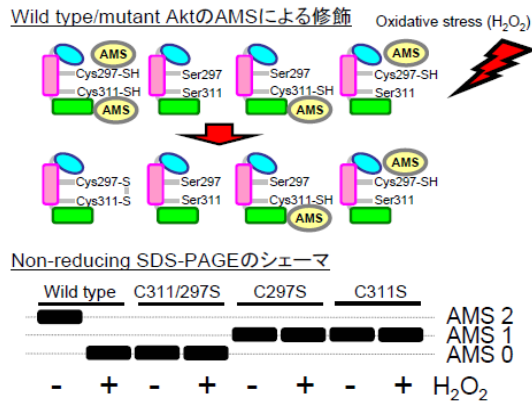 Wild type/mutant AktのAMSによる修飾
Oxidative stress (H2O2)
AMS AMS
Cys297-SH Ser297 Ser297 Cys297-SH
Cys311-SH Ser311 Cys311-SH Ser311
AMS AMS
AMS
Cys297-S Ser297 Ser297 Cys297-SH
Cys311-S Ser311 Cys311-SH Ser311
AMS
Non-reducing SDS-PAGEのシェーマ
Wild type C311/297S C297S C311S
AMS 2
AMS 1
AMS 0
- + - + - + - + H2O2